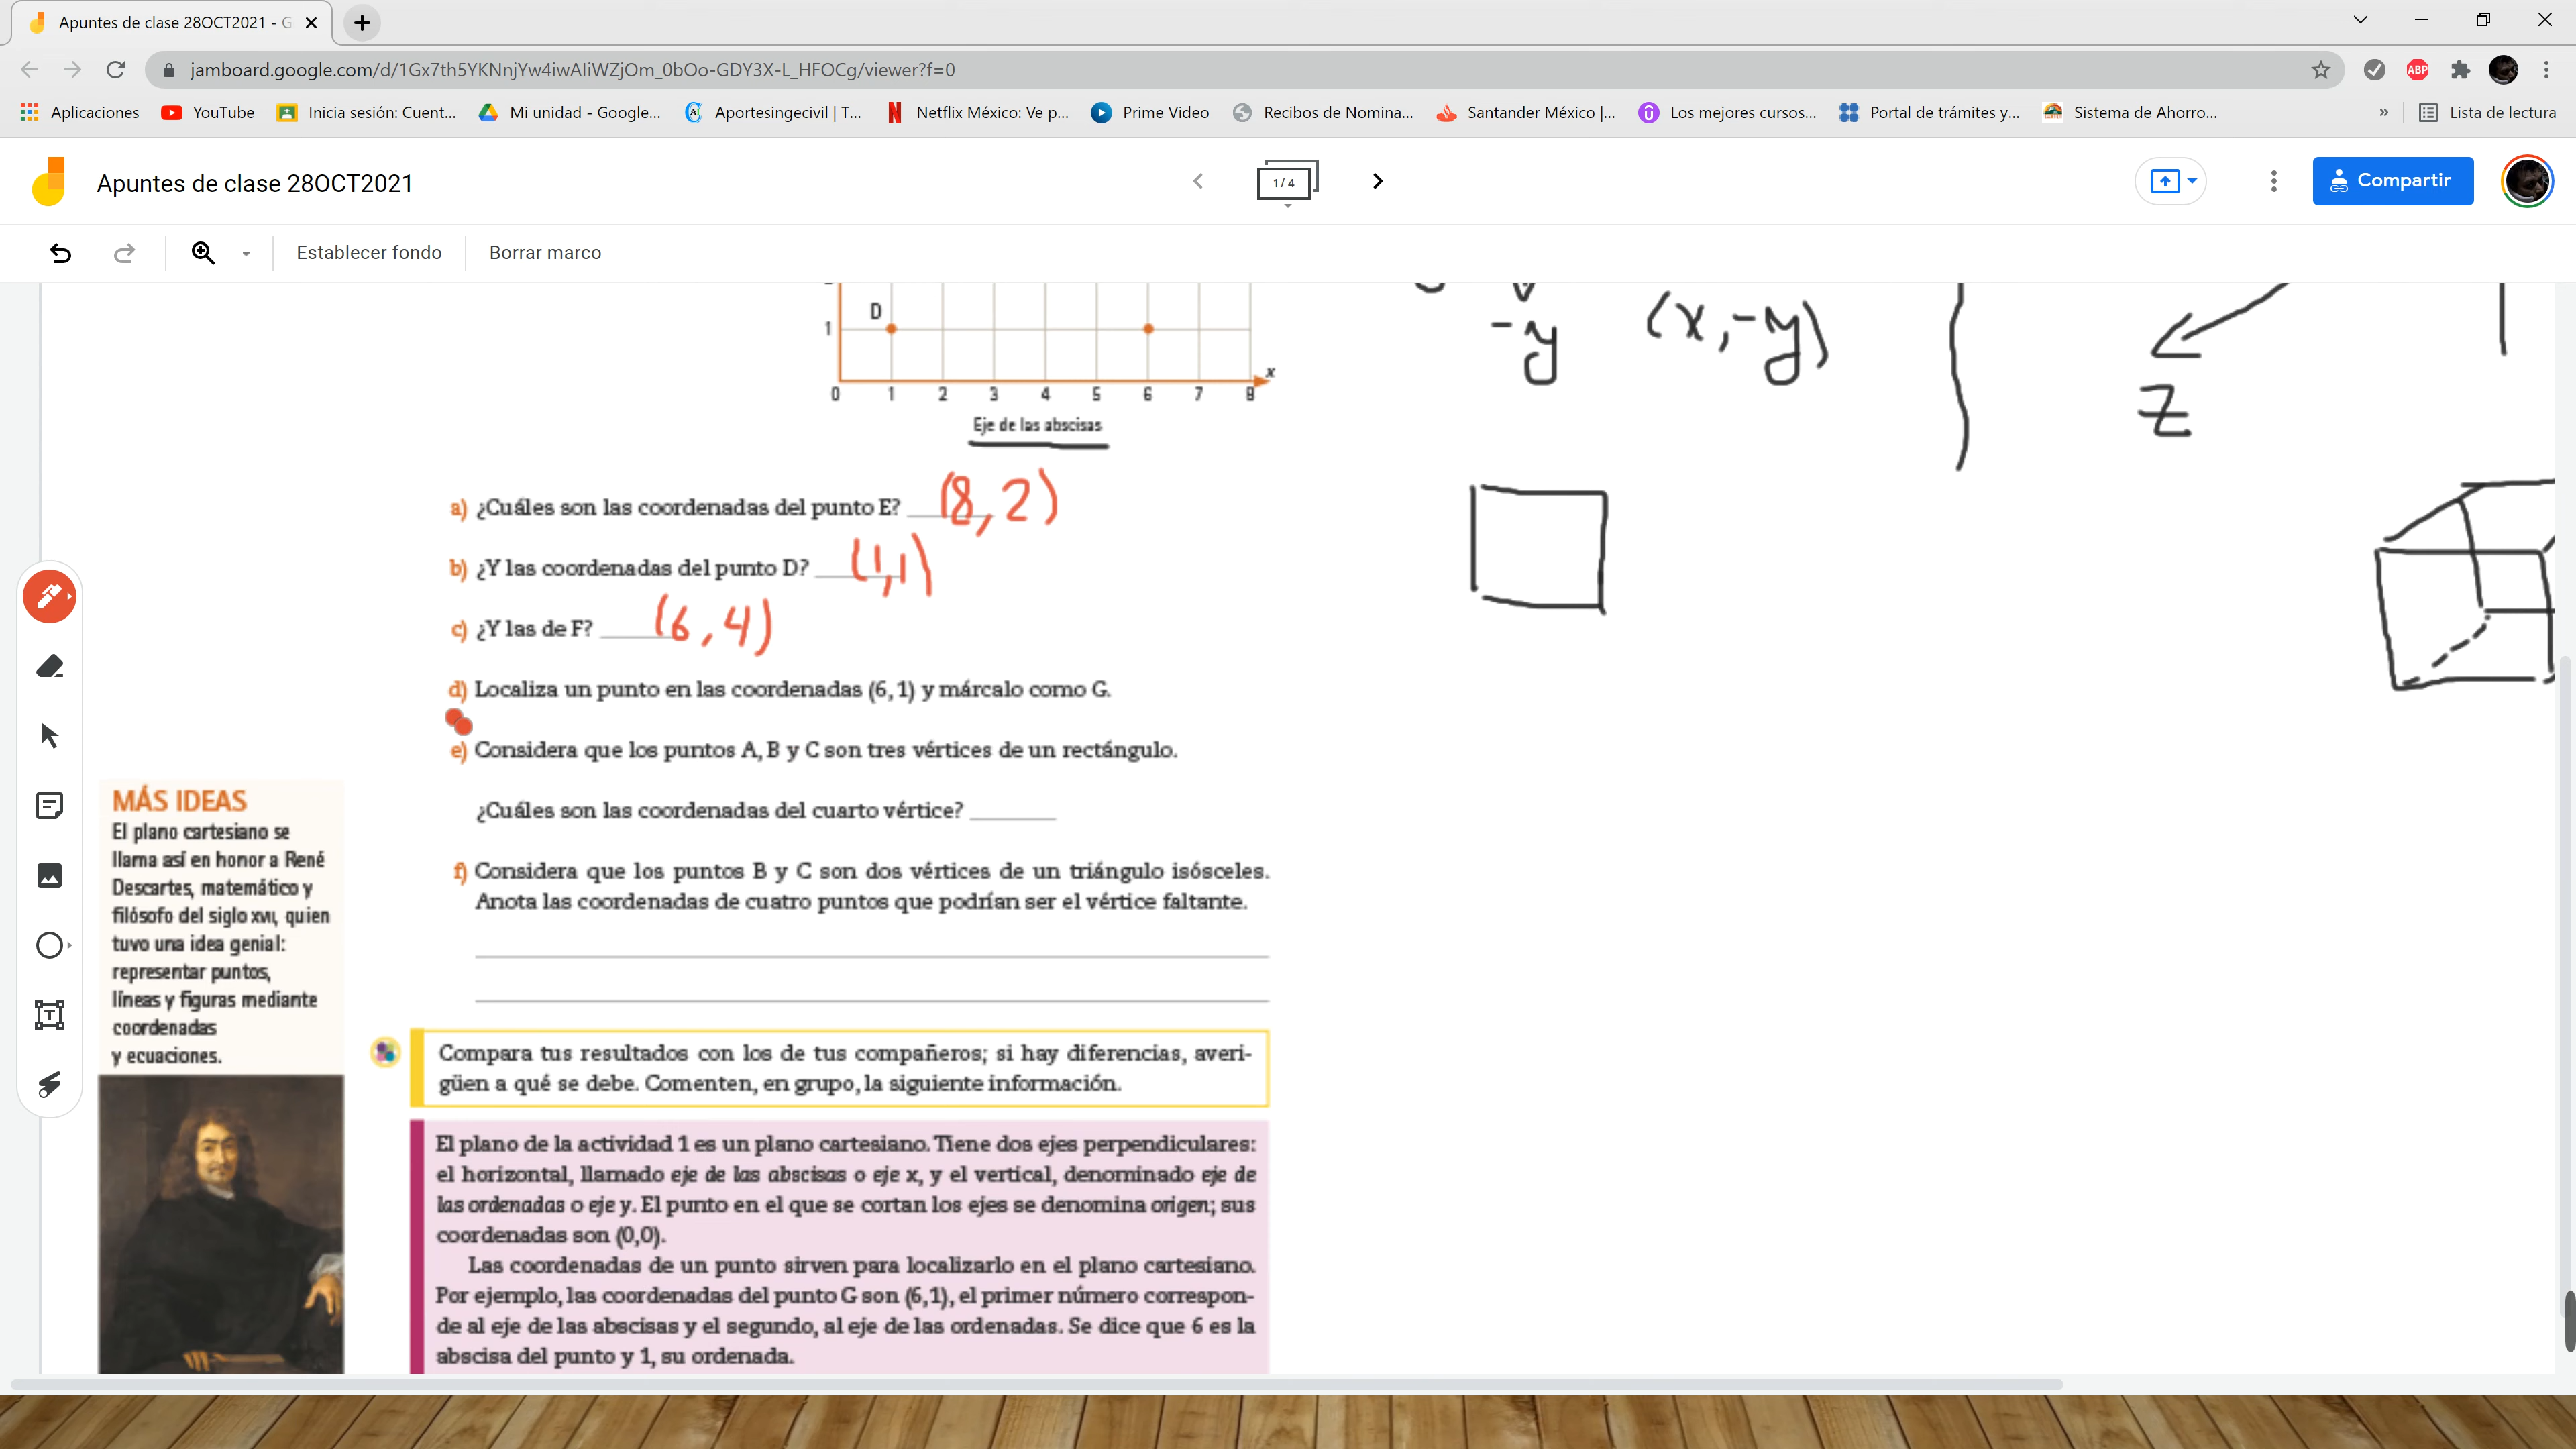 Apuntes de clase 28OCT2021 - G
jamboard.google.com/d/1Gx7th5YKNnjYw4iwAIiWZjOm_0bOo-GDY3X-L_HFOCg/viewer?f=0
ABP
Aplicaciones YouTube Inicia sesión: Cuent... Mi unidad - Google... Aportesingecivil | T... Netflix México: Ve p... Prime Video Recibos de Nomina... Santander México |... Los mejores cursos... Portal de trámites y... Sistema de Ahorro... » Lista de lectura
Apuntes de clase 28OCT2021
1 / 4
Compartir
Establecer fondo
Borrar marco
D
1
x
0 1 2 3 4 5 6 7 8
Eje de las abscisas
-y (x,-y)
z
a) ¿Cuáles son las coordenadas del punto E? (8,2)
b) ¿Y las coordenadas del punto D? (1,1)
c) ¿Y las de F? (6,4)
d) Localiza un punto en las coordenadas (6,1) y márcalo como G.
e) Considera que los puntos A, B y C son tres vértices de un rectángulo.
¿Cuáles son las coordenadas del cuarto vértice?
f) Considera que los puntos B y C son dos vértices de un triángulo isósceles.
Anota las coordenadas de cuatro puntos que podrían ser el vértice faltante.
MÁS IDEAS
El plano cartesiano se
llama así en honor a René
Descartes, matemático y
filósofo del siglo XVII, quien
tuvo una idea genial:
representar puntos,
líneas y figuras mediante
coordenadas
y ecuaciones.
Compara tus resultados con los de tus compañeros; si hay diferencias, averi-
güen a qué se debe. Comenten, en grupo, la siguiente información.
El plano de la actividad 1 es un plano cartesiano. Tiene dos ejes perpendiculares:
el horizontal, llamado eje de las abscisas o eje x, y el vertical, denominado eje de
las ordenadas o eje y. El punto en el que se cortan los ejes se denomina origen; sus
coordenadas son (0,0).
Las coordenadas de un punto sirven para localizarlo en el plano cartesiano.
Por ejemplo, las coordenadas del punto G son (6,1), el primer número correspon-
de al eje de las abscisas y el segundo, al eje de las ordenadas. Se dice que 6 es la
abscisa del punto y 1, su ordenada.